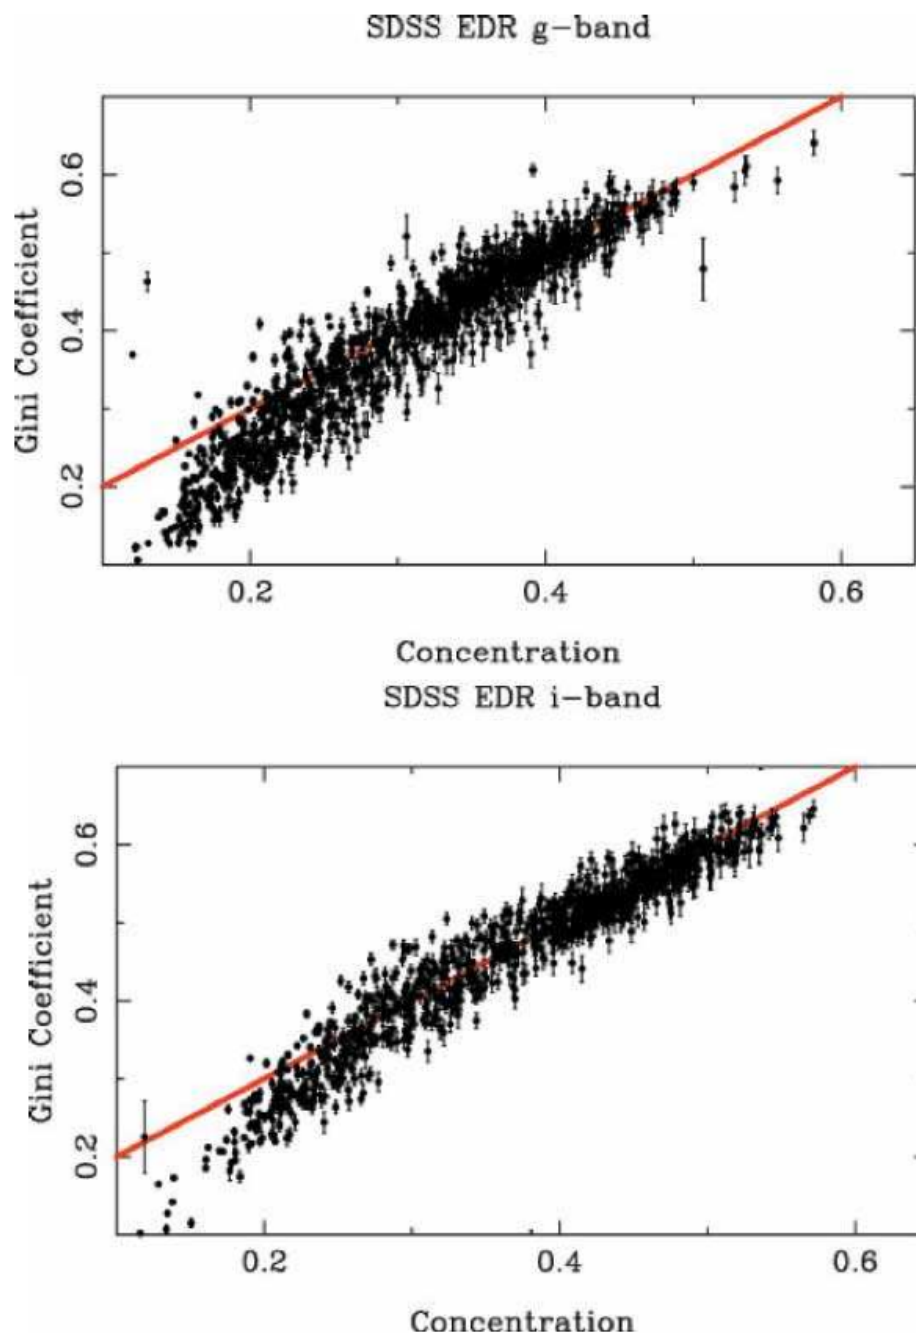 SDSS EDR g-band
0.6
0.4
0.2
Gini Coefficient
0.2 0.4 0.6
Concentration
SDSS EDR i-band
0.6
0.4
0.2
Gini Coefficient
0.2 0.4 0.6
Concentration